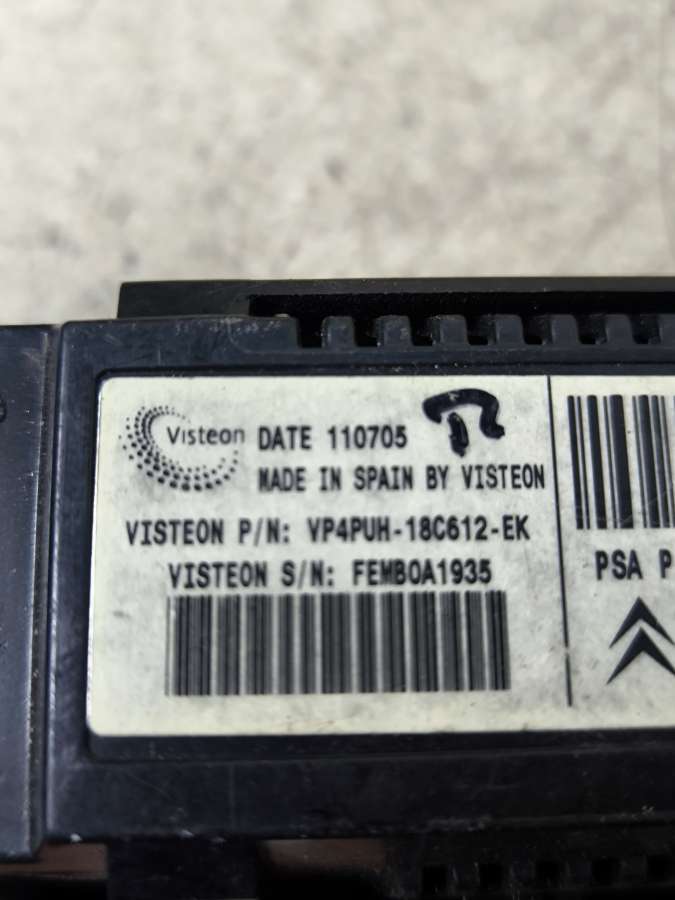 Visteon DATE 110705
MADE IN SPAIN BY VISTEON
VISTEON P/N: VP4PUH-18C612-EK
VISTEON S/N: FEMB0A1935
PSA P